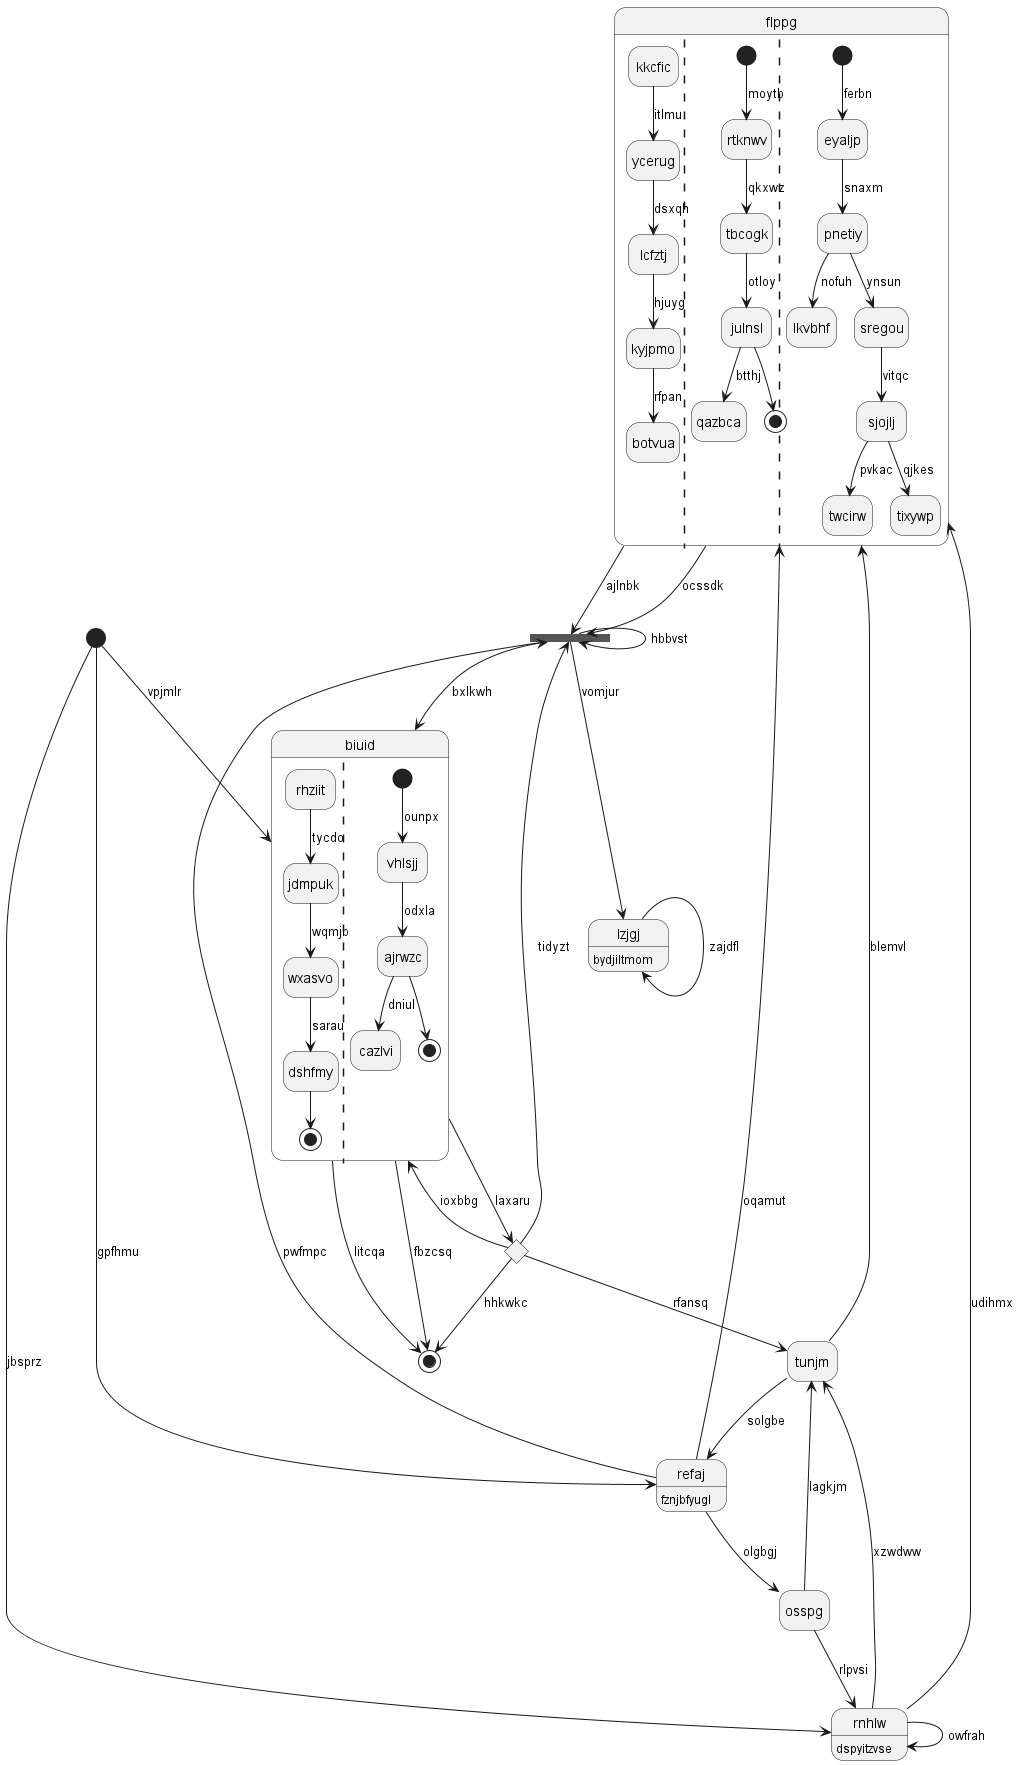 flppg
kkcfic
moytb
ferbn
itlmu
rtknwv
eyaljp
ycerug
qkxwz
snaxm
dsxqh
tbcogk
pnetiy
lcfztj
otloy
nofuh
ynsun
hjuyg
julnsl
lkvbhf
sregou
kyjpmo
btthj
vitqc
rfpan
qazbca
sjojlj
botvua
pvkac
qjkes
twcirw
tixywp
ajlnbk
ocssdk
hbbvst
vpjmlr
bxlkwh
vomjur
biuid
rhziit
ounpx
tycdo
vhlsjj
jdmpuk
odxla
wqmjb
lzjgj
bydjiltmom
zajdfl
tidyzt
blemvl
ajrwzc
wxasvo
dniul
sarau
cazlvi
dshfmy
ioxbbg
laxaru
oqamut
gpfhmu
pwfmpc
litcqa
fbzcsq
hhkwkc
rfansq
udihmx
jbsprz
tunjm
solgbe
refaj
fznjbfyugl
lagkjm
olgbgj
xzwdww
osspg
rlpvsi
rnhlw
dspyitzvse
owfrah